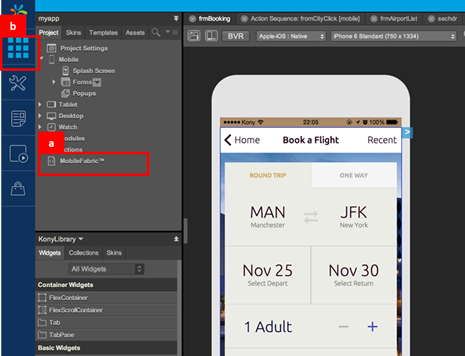 b
myapp
frmBooking
Action Sequence: fromCityClick [mobile]
frmAirportList
sechdr
Project Skins Templates Assets
BVR
Apple-iOS : Native
iPhone 6 Standard (750 x 1334)
Project Settings
Mobile
Splash Screen
Forms
Popups
Tablet
Desktop
Watch
a
odules
ctions
MobileFabric™
Kony
22:05
100%
Home
Book a Flight
Recent
ROUND TRIP
ONE WAY
MAN
JFK
Manchester
New York
KonyLibrary
Widgets Collections Skins
All Widgets
Container Widgets
FlexContainer
FlexScrollContainer
Tab
TabPane
Basic Widgets
Nov 25
Nov 30
Select Depart
Select Return
1 Adult